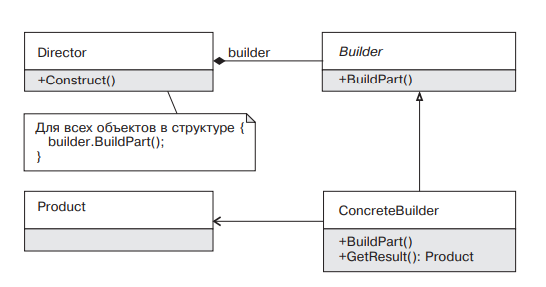 Director
builder
Builder
+Construct()
+BuildPart()
Для всех объектов в структуре {
builder.BuildPart();
}
Product
ConcreteBuilder
+BuildPart()
+GetResult(): Product